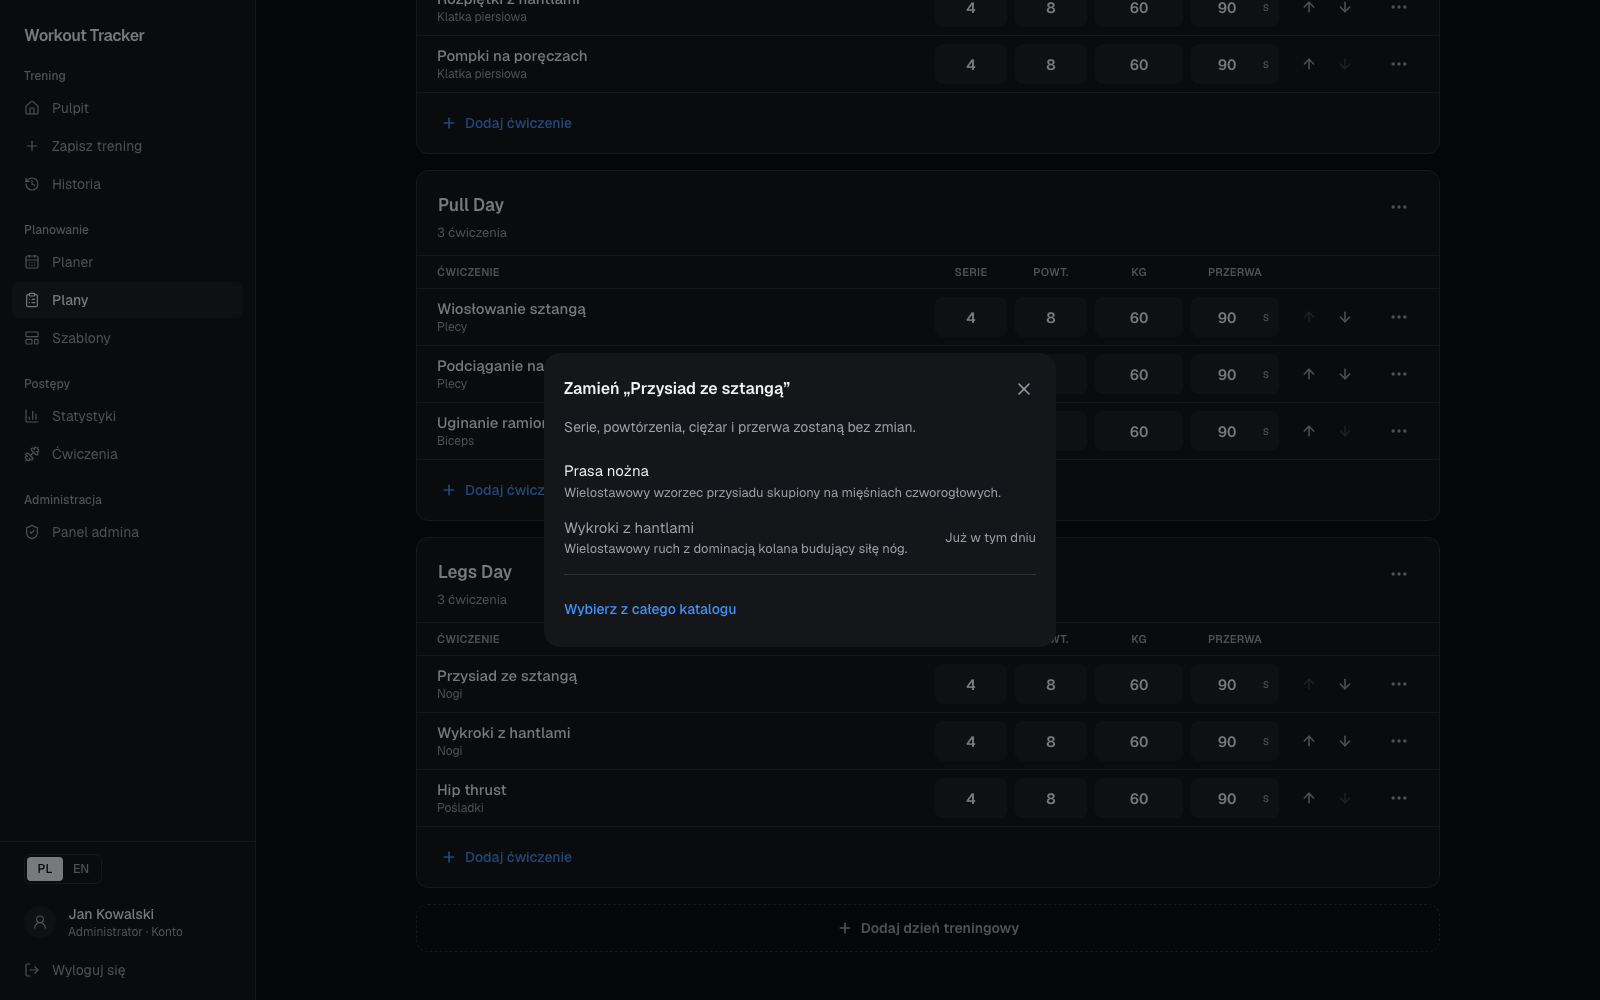 Workout Tracker
Trening
Pulpit
Zapisz trening
Historia
Planowanie
Planer
Plany
Szablony
Postępy
Statystyki
Ćwiczenia
Administracja
Panel admina
PL EN
Jan Kowalski
Administrator · Konto
Wyloguj się
Rozpiętki z hantlami 4 8 60 90 s
Klatka piersiowa
Pompki na poręczach 4 8 60 90 s
Klatka piersiowa
Dodaj ćwiczenie
Pull Day
3 ćwiczenia
ĆWICZENIE SERIE POWT. KG PRZERWA
Wiosłowanie sztangą 4 8 60 90 s
Plecy
Podciąganie na 60 90 s
Plecy
Uginanie ramion 60 90 s
Biceps
Dodaj ćwicz
Zamień „Przysiad ze sztangą”
Serie, powtórzenia, ciężar i przerwa zostaną bez zmian.
Prasa nożna
Wielostawowy wzorzec przysiadu skupiony na mięśniach czworogłowych.
Wykroki z hantlami
Wielostawowy ruch z dominacją kolana budujący siłę nóg.
Już w tym dniu
Wybierz z całego katalogu
Legs Day
3 ćwiczenia
ĆWICZENIE WT. KG PRZERWA
Przysiad ze sztangą 4 8 60 90 s
Nogi
Wykroki z hantlami 4 8 60 90 s
Nogi
Hip thrust 4 8 60 90 s
Pośladki
Dodaj ćwiczenie
Dodaj dzień treningowy